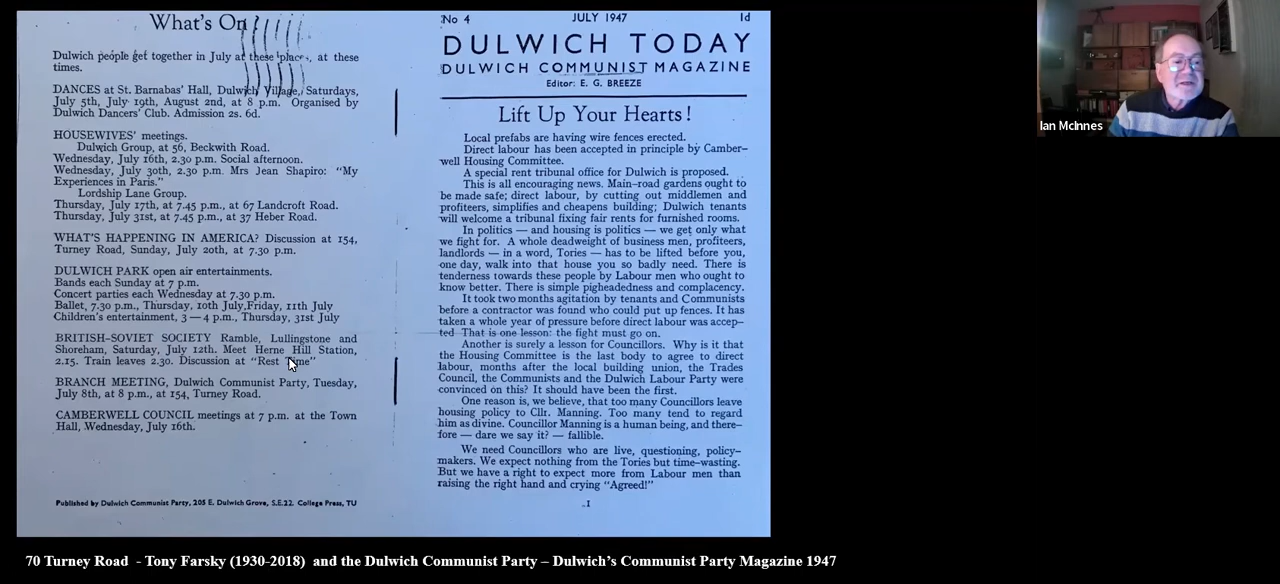 What's On
Dulwich people get together in July at these places, at these
times.
DANCES at St. Barnabas' Hall, Dulwich Village, Saturdays,
July 5th, July 19th, August 2nd, at 8 p.m. Organised by
Dulwich Dancers' Club. Admission 2s. 6d.
HOUSEWIVES' meetings.
Dulwich Group, at 56, Beckwith Road.
Wednesday, July 16th, 2.30 p.m. Social afternoon.
Wednesday, July 30th, 2.30 p.m. Mrs Jean Shapiro: "My
Experiences in Paris."
Lordship Lane Group.
Thursday, July 17th, at 7.45 p.m., at 67 Landcroft Road.
Thursday, July 31st, at 7.45 p.m., at 37 Heber Road.
WHAT'S HAPPENING IN AMERICA? Discussion at 154,
Turney Road, Sunday, July 20th, at 7.30 p.m.
DULWICH PARK open air entertainments.
Bands each Sunday at 7 p.m.
Concert parties each Wednesday at 7.30 p.m.
Ballet, 7.30 p.m., Thursday, 10th July,Friday, 11th July
Children's entertainment, 3—4 p.m., Thursday, 31st July
BRITISH-SOVIET SOCIETY Ramble, Lullingstone and
Shoreham, Saturday, July 12th. Meet Herne Hill Station,
2.15. Train leaves 2.30. Discussion at "Rest Time"
BRANCH MEETING, Dulwich Communist Party, Tuesday,
July 8th, at 8 p.m., at 154, Turney Road.
CAMBERWELL COUNCIL meetings at 7 p.m. at the Town
Hall, Wednesday, July 16th.
Published by Dulwich Communist Party, 205 E. Dulwich Grove, S.E.22. College Press, TU
No 4 JULY 1947 1d
DULWICH TODAY
DULWICH COMMUNIST MAGAZINE
Editor: E. G. BREEZE
Lift Up Your Hearts!
Local prefabs are having wire fences erected.
Direct labour has been accepted in principle by Camber-
well Housing Committee.
A special rent tribunal office for Dulwich is proposed.
This is all encouraging news. Main-road gardens ought to
be made safe; direct labour, by cutting out middlemen and
profiteers, simplifies and cheapens building; Dulwich tenants
will welcome a tribunal fixing fair rents for furnished rooms.
In politics — and housing is politics — we get only what
we fight for. A whole deadweight of business men, profiteers,
landlords — in a word, Tories — has to be lifted before you,
one day, walk into that house you so badly need. There is
tenderness towards these people by Labour men who ought to
know better. There is simple pigheadedness and complacency.
It took two months agitation by tenants and Communists
before a contractor was found who could put up fences. It has
taken a whole year of pressure before direct labour was accep-
ted That is one lesson: the fight must go on.
Another is surely a lesson for Councillors. Why is it that
the Housing Committee is the last body to agree to direct
labour, months after the local building union, the Trades
Council, the Communists and the Dulwich Labour Party were
convinced on this? It should have been the first.
One reason is, we believe, that too many Councillors leave
housing policy to Cllr. Manning. Too many tend to regard
him as divine. Councillor Manning is a human being, and there-
fore — dare we say it? — fallible.
We need Councillors who are live, questioning, policy-
makers. We expect nothing from the Tories but time-wasting.
But we have a right to expect more from Labour men than
raising the right hand and crying "Agreed!"
1
Ian McInnes
70 Turney Road - Tony Farsky (1930-2018) and the Dulwich Communist Party – Dulwich's Communist Party Magazine 1947